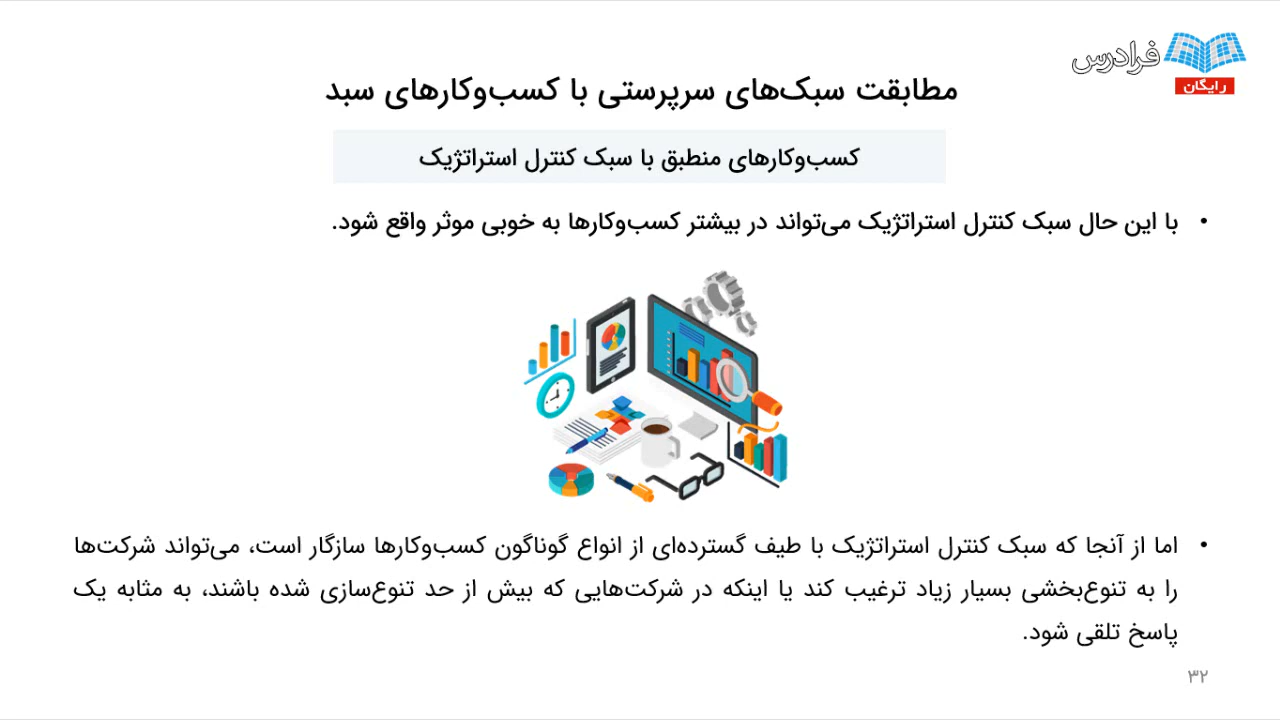 فرادرس
رایگان
مطابقت سبک‌های سرپرستی با کسب‌وکارهای سبد
کسب‌وکارهای منطبق با سبک کنترل استراتژیک
• با این حال سبک کنترل استراتژیک می‌تواند در بیشتر کسب‌وکارها به خوبی موثر واقع شود.
• اما از آنجا که سبک کنترل استراتژیک با طیف گسترده‌ای از انواع گوناگون کسب‌وکارها سازگار است، می‌تواند شرکت‌ها
را به تنوع‌بخشی بسیار زیاد ترغیب کند یا اینکه در شرکت‌هایی که بیش از حد تنوع‌سازی شده باشند، به مثابه یک
پاسخ تلقی شود.
۳۲